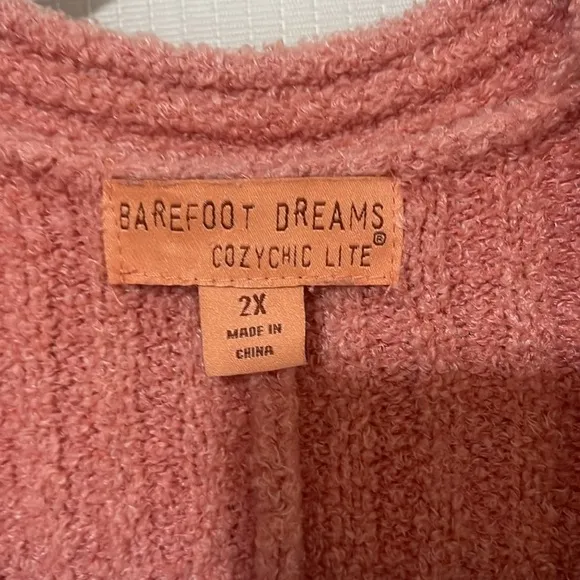 BAREFOOT DREAMS
COZYCHIC LITE®
2X
MADE IN
CHINA